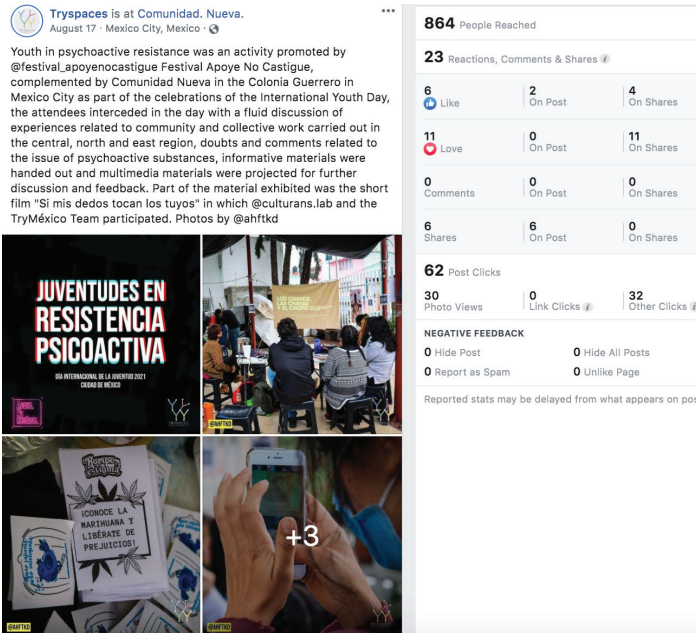 Tryspaces is at Comunidad. Nueva.
August 17 · Mexico City, Mexico ·
Youth in psychoactive resistance was an activity promoted by
@festival_apoyenocastigue Festival Apoye No Castigue,
complemented by Comunidad Nueva in the Colonia Guerrero in
Mexico City as part of the celebrations of the International Youth Day,
the attendees interceded in the day with a fluid discussion of
experiences related to community and collective work carried out in
the central, north and east region, doubts and comments related to
the issue of psychoactive substances, informative materials were
handed out and multimedia materials were projected for further
discussion and feedback. Part of the material exhibited was the short
film "Si mis dedos tocan los tuyos" in which @culturans.lab and the
TryMéxico Team participated. Photos by @ahftkd
JUVENTUDES EN
RESISTENCIA
PSICOACTIVA
DÍA INTERNACIONAL DE LA JUVENTUD 2021
CIUDAD DE MÉXICO
LOS CHAVOS,
LAS CHAVAS
Y EL CHOPO
@AHFTKD
Rompe
el
estigma
¡CONOCE LA
MARIHUANA Y
LIBÉRATE DE
PREJUICIOS!
@AHFTKD
+3
@AHFTKD
864 People Reached
23 Reactions, Comments & Shares
6 Like
2 On Post
4 On Shares
11 Love
0 On Post
11 On Shares
0 Comments
0 On Post
0 On Shares
6 Shares
6 On Post
0 On Shares
62 Post Clicks
30 Photo Views
0 Link Clicks
32 Other Clicks
NEGATIVE FEEDBACK
0 Hide Post
0 Hide All Posts
0 Report as Spam
0 Unlike Page
Reported stats may be delayed from what appears on pos